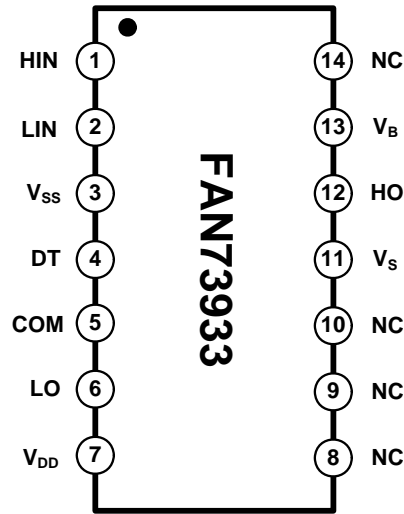 HIN 1 14 NC
LIN 2 13 VB
VSS 3 12 HO
DT 4 11 VS
COM 5 10 NC
LO 6 9 NC
VDD 7 8 NC
FAN73933